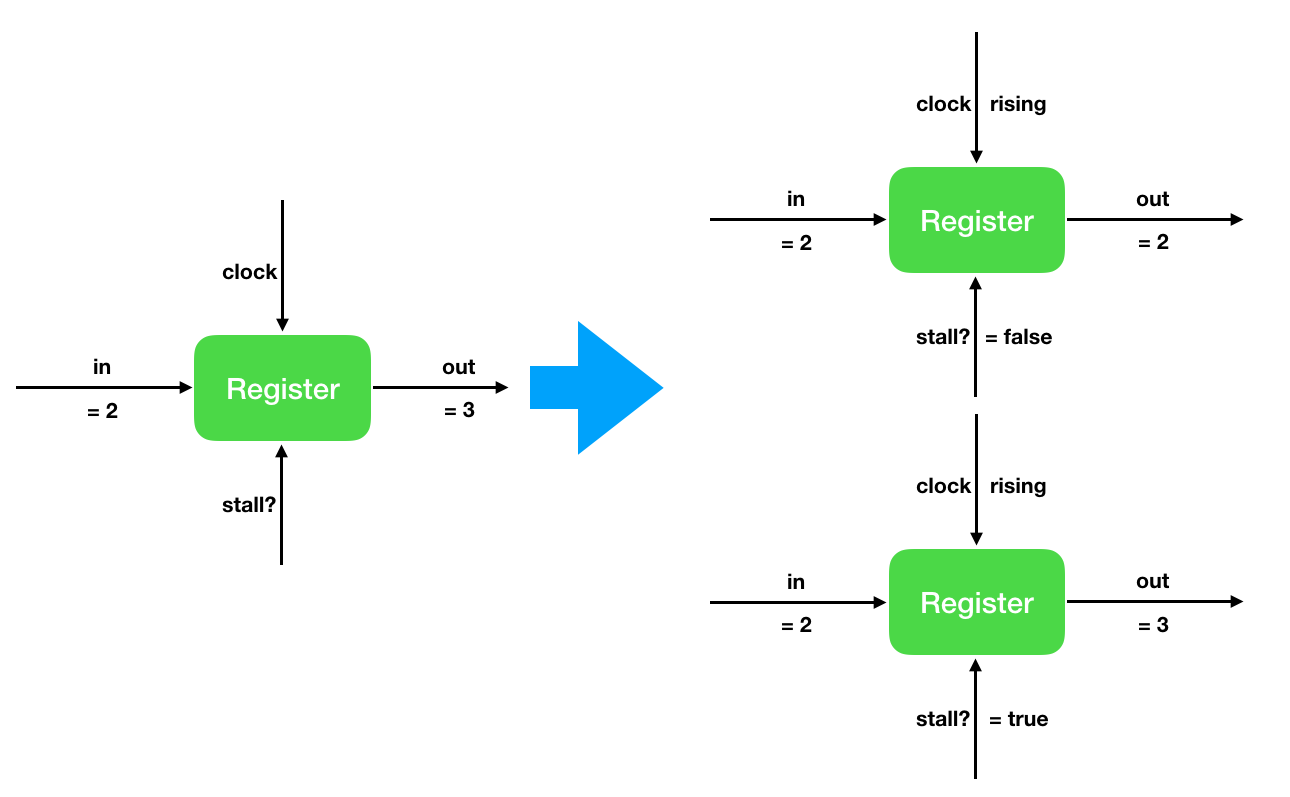 clock
in
= 2
Register
out
= 3
stall?
clock rising
in
= 2
Register
out
= 2
stall? = false
clock rising
in
= 2
Register
out
= 3
stall? = true